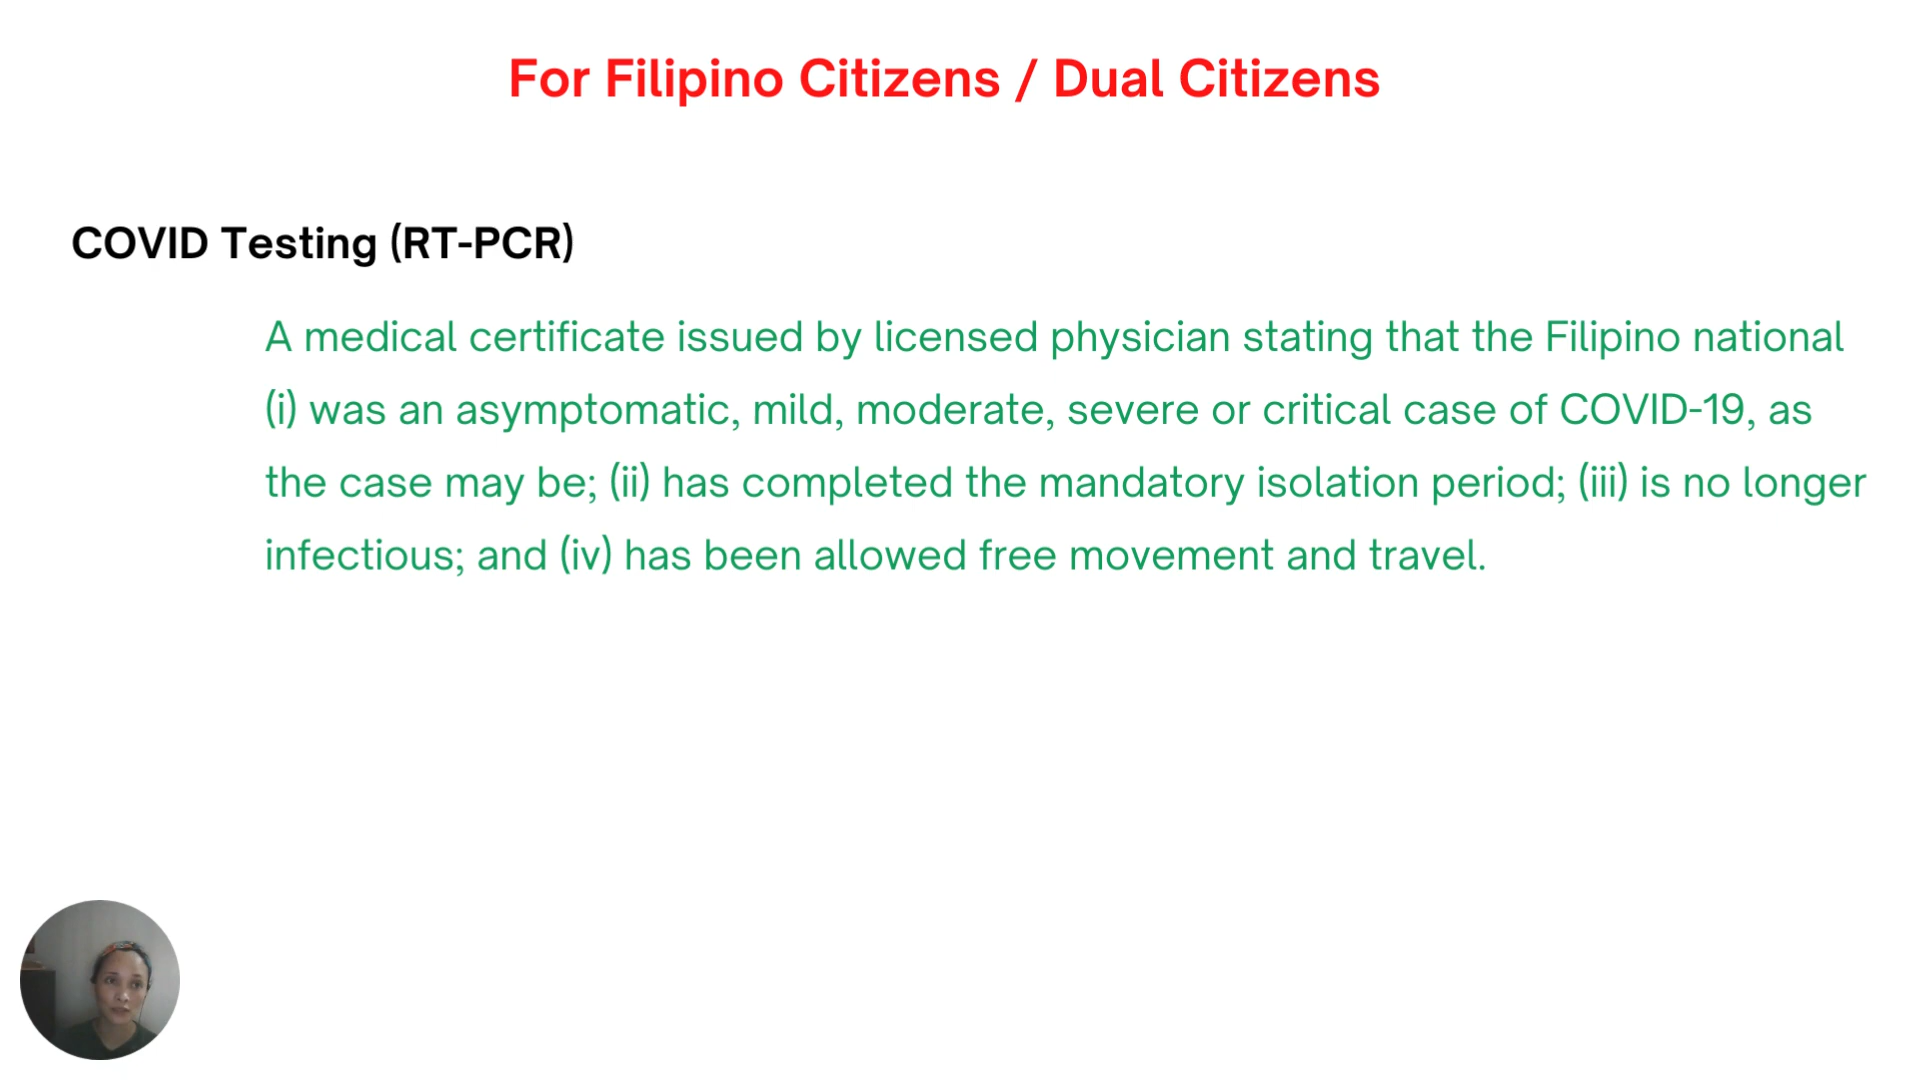 For Filipino Citizens / Dual Citizens
COVID Testing (RT-PCR)
A medical certificate issued by licensed physician stating that the Filipino national
(i) was an asymptomatic, mild, moderate, severe or critical case of COVID-19, as
the case may be; (ii) has completed the mandatory isolation period; (iii) is no longer
infectious; and (iv) has been allowed free movement and travel.